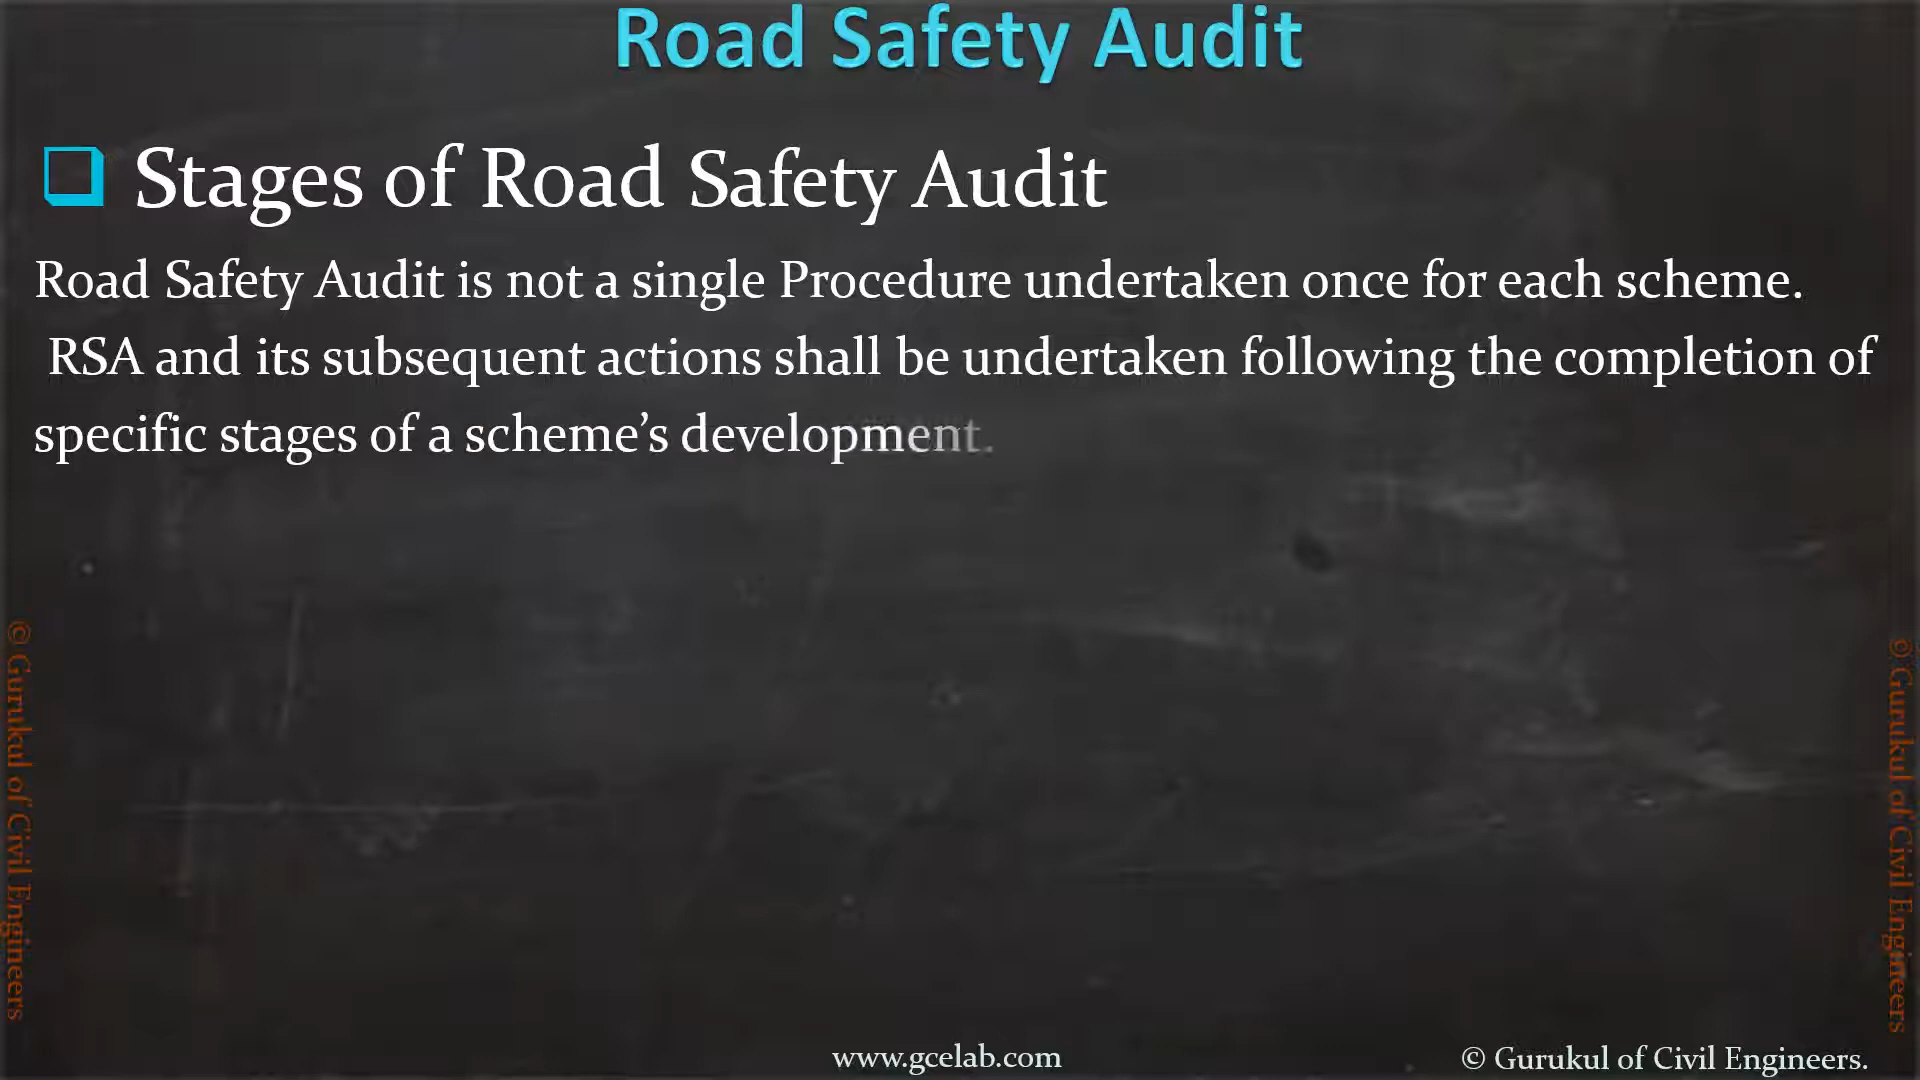 Road Safety Audit
Stages of Road Safety Audit
Road Safety Audit is not a single Procedure undertaken once for each scheme.
RSA and its subsequent actions shall be undertaken following the completion of
specific stages of a scheme’s development.
© Gurukul of Civil Engineers
© Gurukul of Civil Engineers
www.gcelab.com
© Gurukul of Civil Engineers.